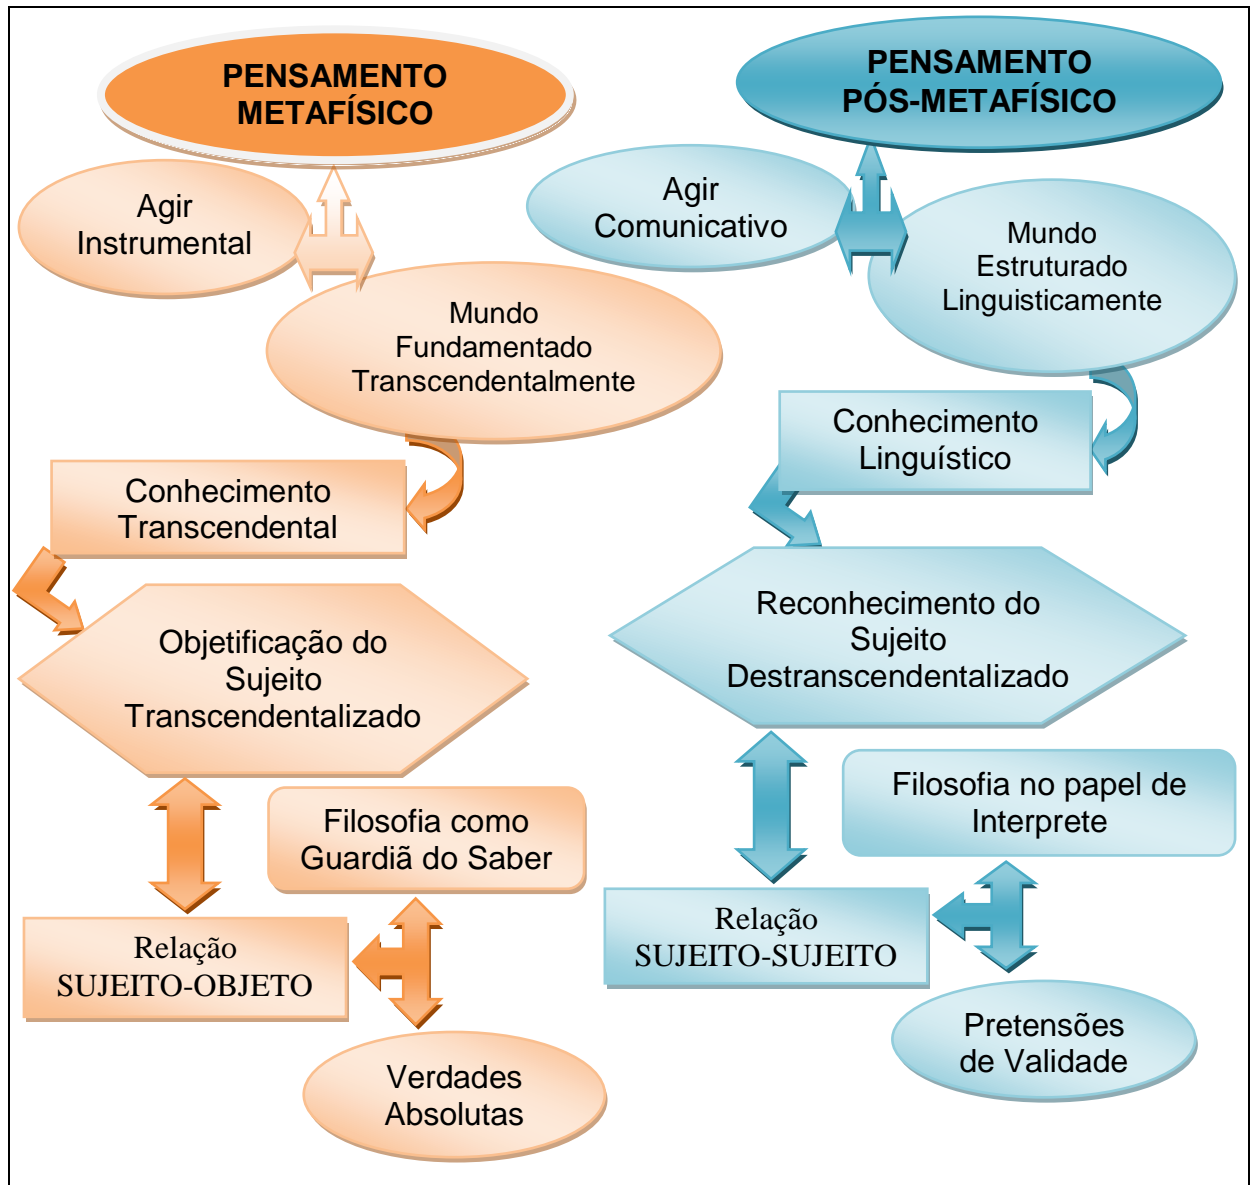 PENSAMENTO
METAFÍSICO
Agir
Instrumental
Mundo
Fundamentado
Transcendentalmente
Conhecimento
Transcendental
Objetificação do
Sujeito
Transcendentalizado
Filosofia como
Guardiã do Saber
Relação
SUJEITO-OBJETO
Verdades
Absolutas
PENSAMENTO
PÓS-METAFÍSICO
Agir
Comunicativo
Mundo
Estruturado
Linguisticamente
Conhecimento
Linguístico
Reconhecimento do
Sujeito
Destranscendentalizado
Filosofia no papel de
Interprete
Relação
SUJEITO-SUJEITO
Pretensões
de Validade